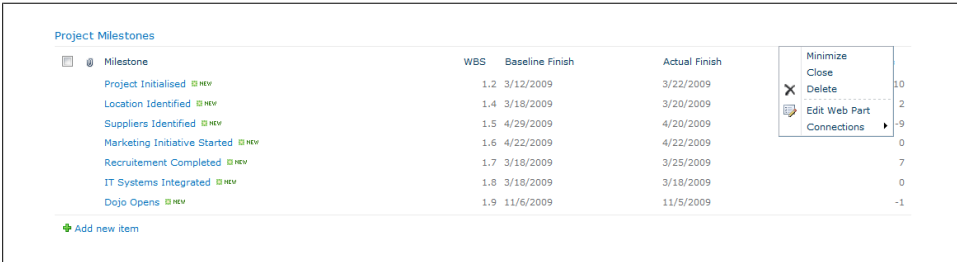 Project Milestones
Milestone WBS Baseline Finish Actual Finish
Project Initialised NEW 1.2 3/12/2009 3/22/2009 10
Location Identified NEW 1.4 3/18/2009 3/20/2009 2
Suppliers Identified NEW 1.5 4/29/2009 4/20/2009 -9
Marketing Initiative Started NEW 1.6 4/22/2009 4/22/2009 0
Recruitement Completed NEW 1.7 3/18/2009 3/25/2009 7
IT Systems Integrated NEW 1.8 3/18/2009 3/18/2009 0
Dojo Opens NEW 1.9 11/6/2009 11/5/2009 -1
Add new item
Minimize
Close
Delete
Edit Web Part
Connections